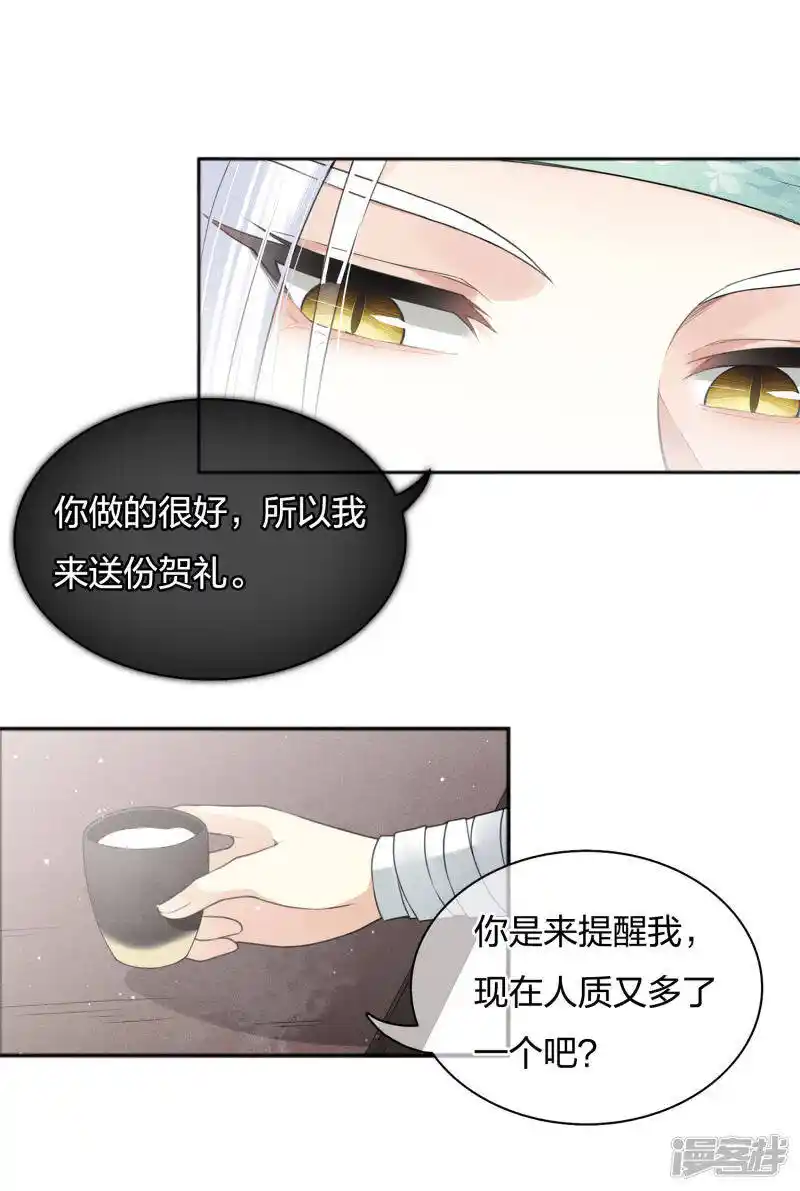 你做的很好，所以我
来送份贺礼。
你是来提醒我，
现在人质又多了
一个吧？
漫客栈